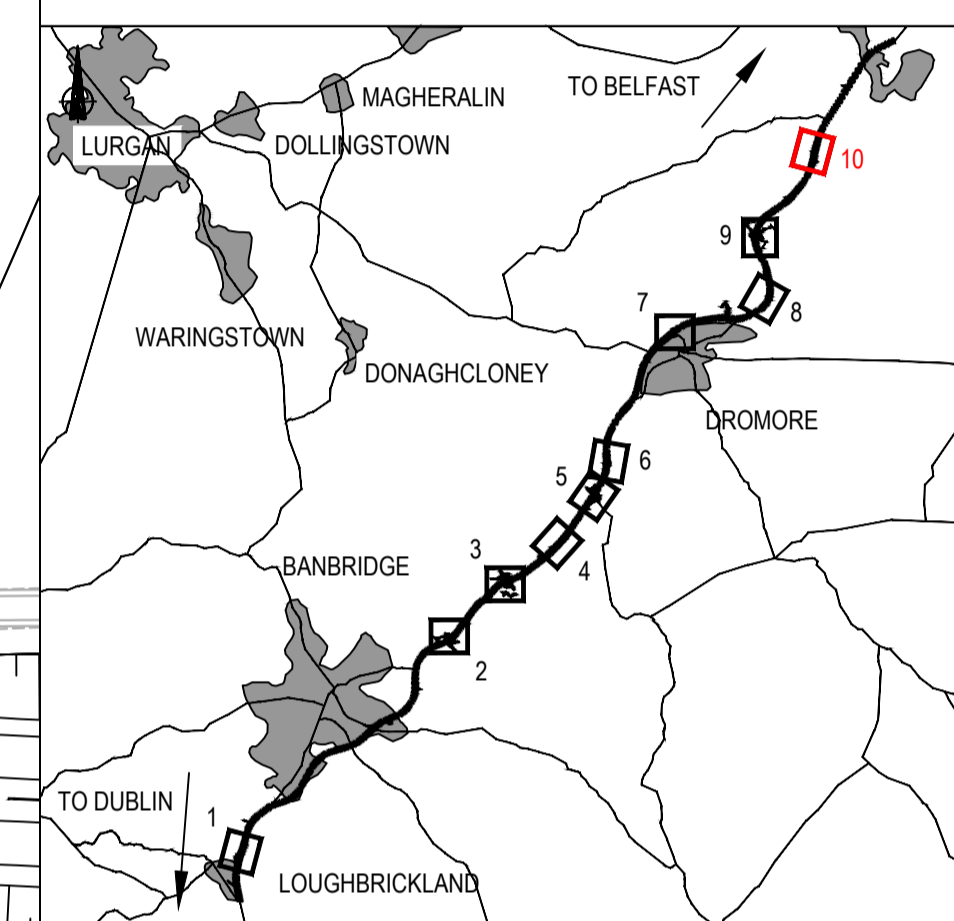 TO BELFAST
MAGHERALIN
LURGAN
DOLLINGSTOWN
10
9
WARINGSTOWN
7
8
DONAGHCLONEY
DROMORE
6
5
3
BANBRIDGE
4
2
TO DUBLIN
1
LOUGHBRICKLAND